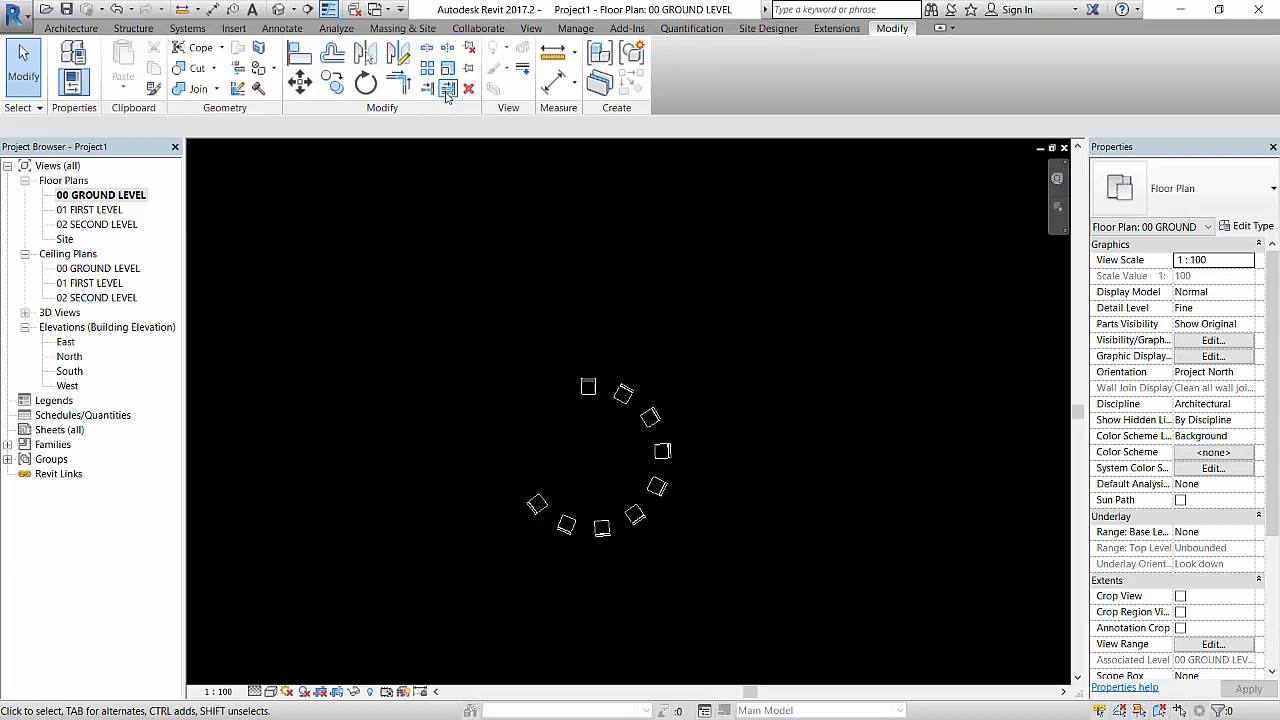 Autodesk Revit 2017.2 - Project1 - Floor Plan: 00 GROUND LEVEL
Type a keyword or phrase
Sign In
Architecture Structure Systems Insert Annotate Analyze Massing & Site Collaborate View Manage Add-Ins Quantification Site Designer Extensions Modify
Modify
Paste
Cope
Cut
Join
Select Properties Clipboard Geometry Modify View Measure Create
Project Browser - Project1
Views (all)
Floor Plans
00 GROUND LEVEL
01 FIRST LEVEL
02 SECOND LEVEL
Site
Ceiling Plans
00 GROUND LEVEL
01 FIRST LEVEL
02 SECOND LEVEL
3D Views
Elevations (Building Elevation)
East
North
South
West
Legends
Schedules/Quantities
Sheets (all)
Families
Groups
Revit Links
Properties
Floor Plan
Floor Plan: 00 GROUND Edit Type
Graphics
View Scale 1 : 100
Scale Value 1: 100
Display Model Normal
Detail Level Fine
Parts Visibility Show Original
Visibility/Graph... Edit...
Graphic Display... Edit...
Orientation Project North
Wall Join Display Clean all wall joi...
Discipline Architectural
Show Hidden Li... By Discipline
Color Scheme L... Background
Color Scheme <none>
System Color S... Edit...
Default Analysi... None
Sun Path
Underlay
Range: Base Le... None
Range: Top Level Unbounded
Underlay Orient... Look down
Extents
Crop View
Crop Region Vi...
Annotation Crop
View Range Edit...
Associated Level 00 GROUND LEV...
Scope Box None
Properties help Apply
1 : 100
Click to select, TAB for alternates, CTRL adds, SHIFT unselects.
:0
Main Model
:0